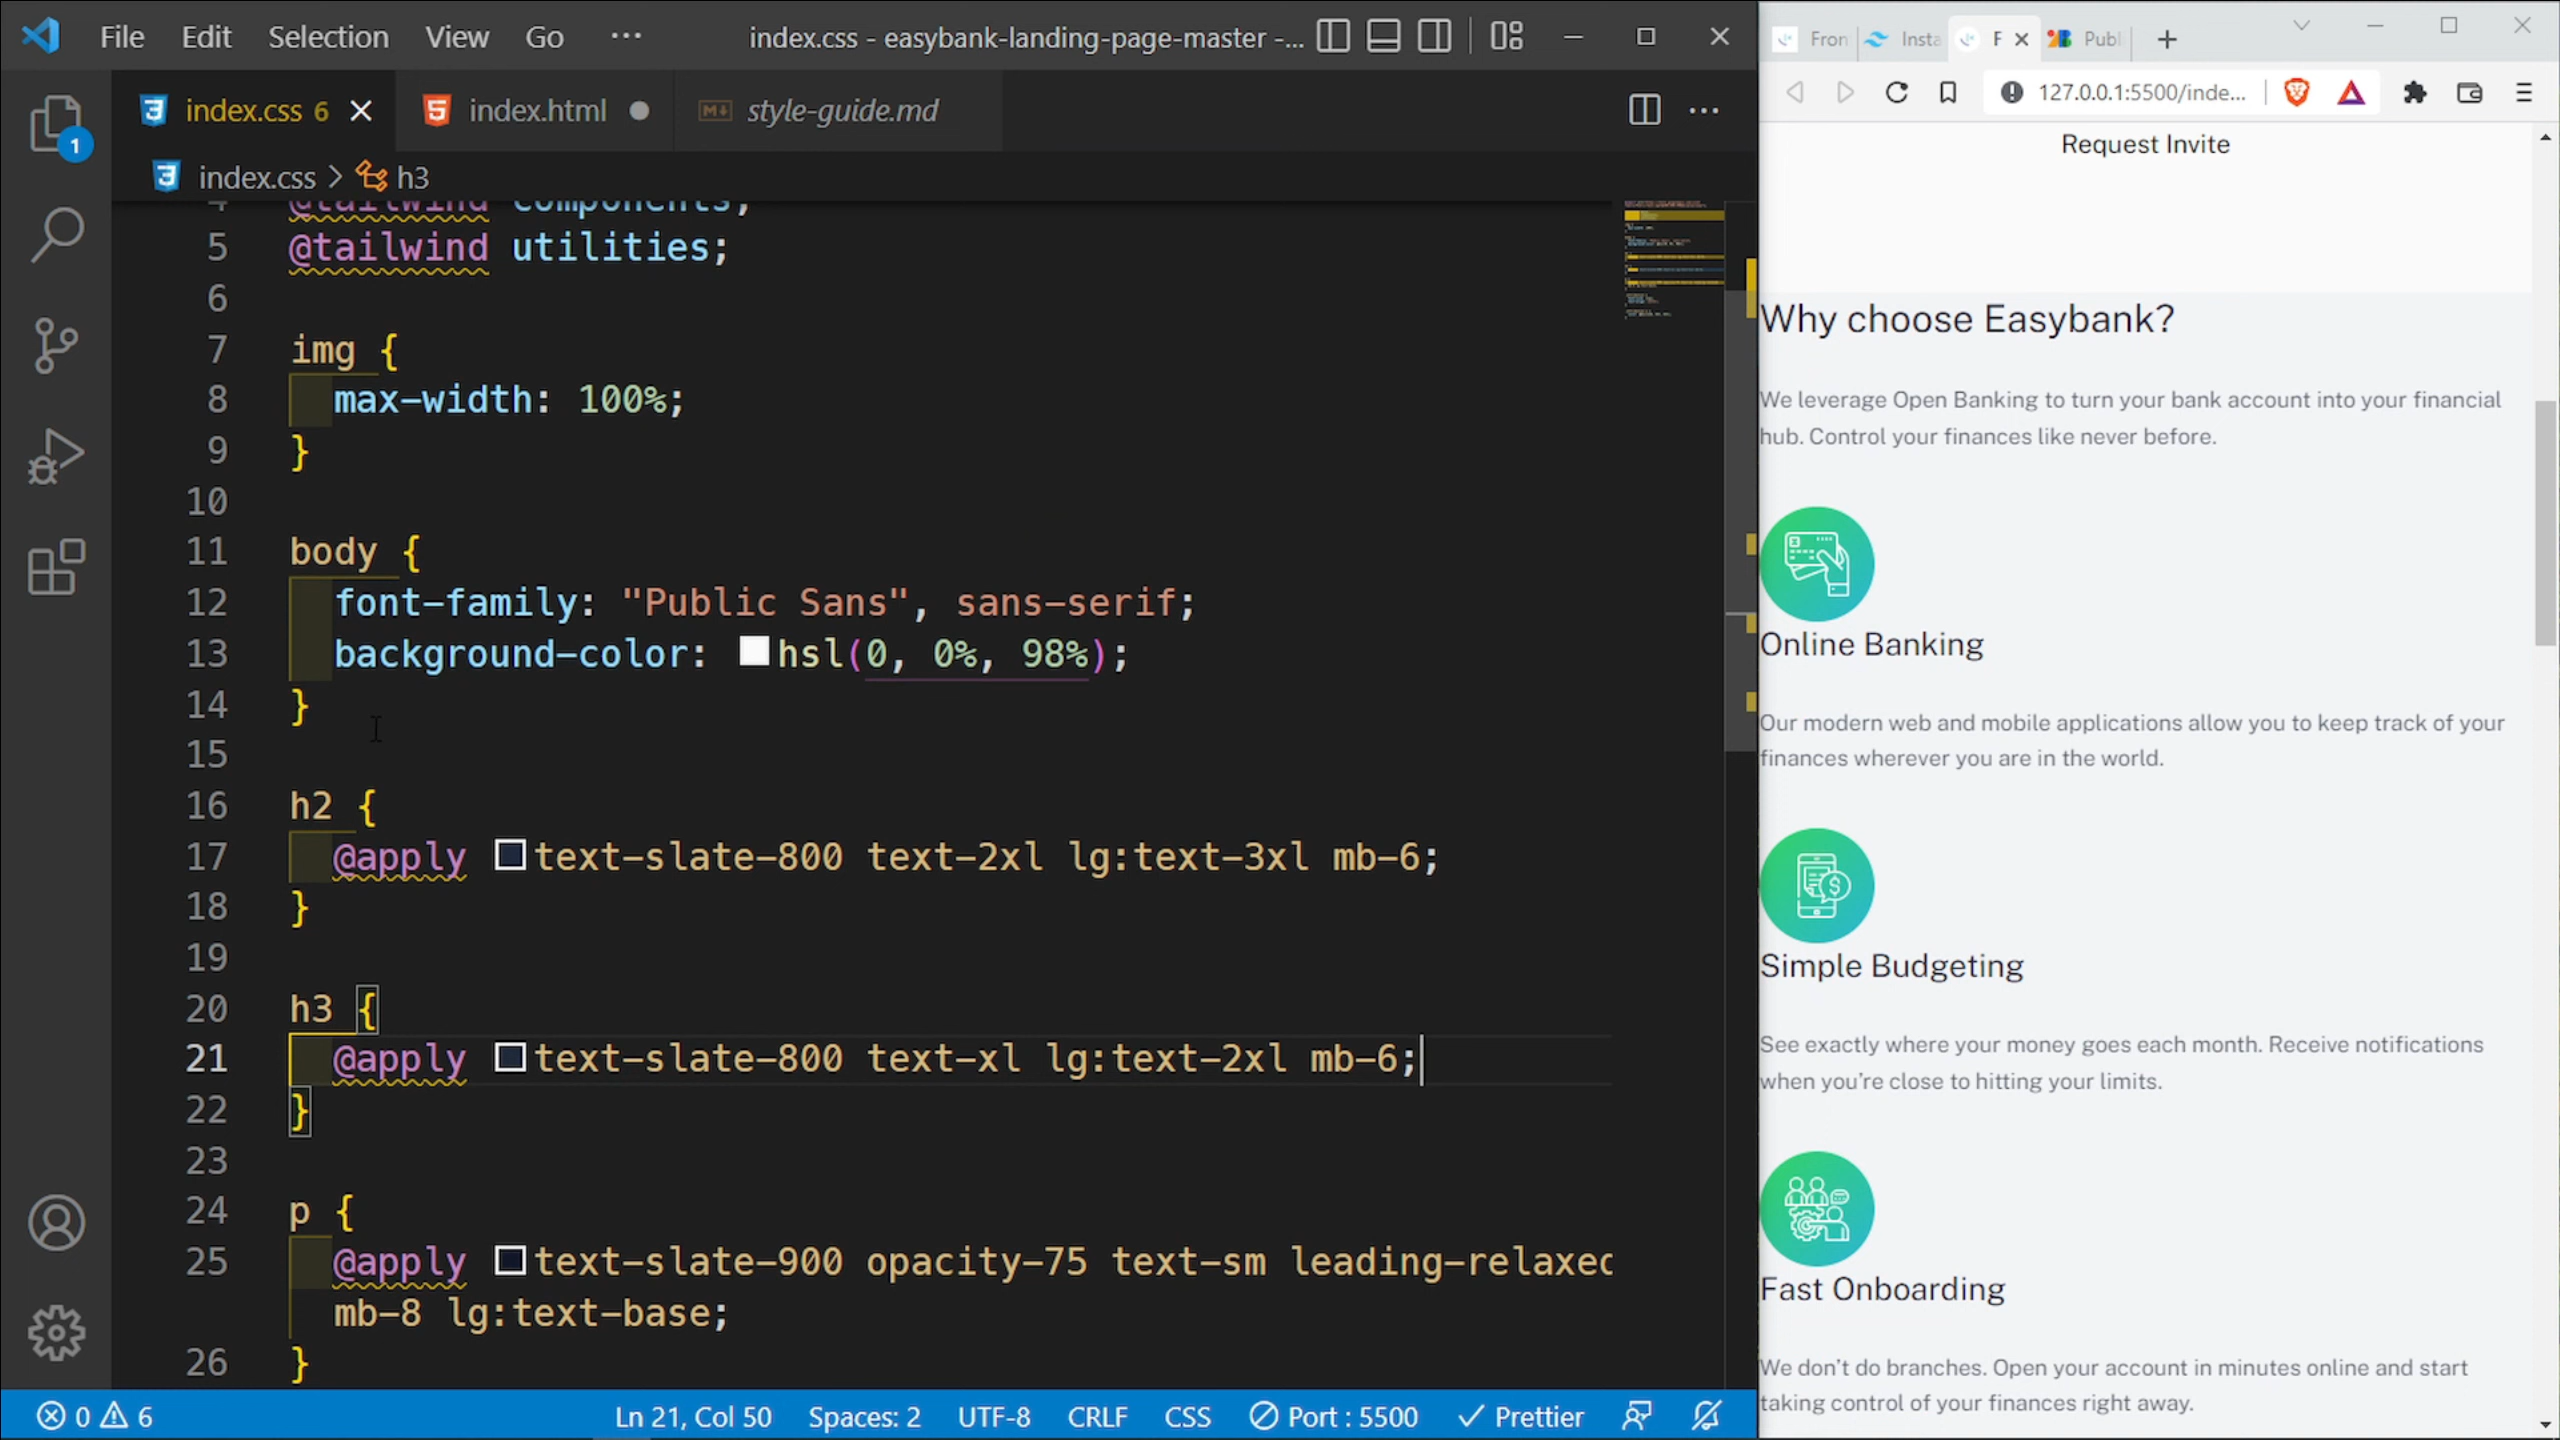 File Edit Selection View Go ··· index.css - easybank-landing-page-master -...
index.css 6 index.html style-guide.md
index.css > h3
4 @tailwind components;
5 @tailwind utilities;
6
7 img {
8 max-width: 100%;
9 }
10
11 body {
12 font-family: "Public Sans", sans-serif;
13 background-color: hsl(0, 0%, 98%);
14 }
15
16 h2 {
17 @apply text-slate-800 text-2xl lg:text-3xl mb-6;
18 }
19
20 h3 {
21 @apply text-slate-800 text-xl lg:text-2xl mb-6;
22 }
23
24 p {
25 @apply text-slate-900 opacity-75 text-sm leading-relaxed
mb-8 lg:text-base;
26 }
1
0 6 Ln 21, Col 50 Spaces: 2 UTF-8 CRLF CSS Port : 5500 Prettier
Fron Insta F Publ
127.0.0.1:5500/inde...
Request Invite
Why choose Easybank?
We leverage Open Banking to turn your bank account into your financial
hub. Control your finances like never before.
Online Banking
Our modern web and mobile applications allow you to keep track of your
finances wherever you are in the world.
Simple Budgeting
See exactly where your money goes each month. Receive notifications
when you’re close to hitting your limits.
Fast Onboarding
We don’t do branches. Open your account in minutes online and start
taking control of your finances right away.